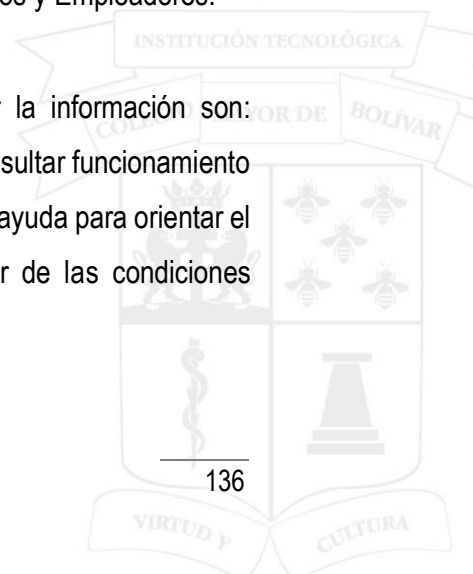 os y Empleadores.
INSTITUCIÓN TECNOLÓGICA
la información son:
COLEGIO MAYOR DE BOLÍVAR
sultar funcionamiento
ayuda para orientar el
r de las condiciones
136
VIRTUD Y CULTURA